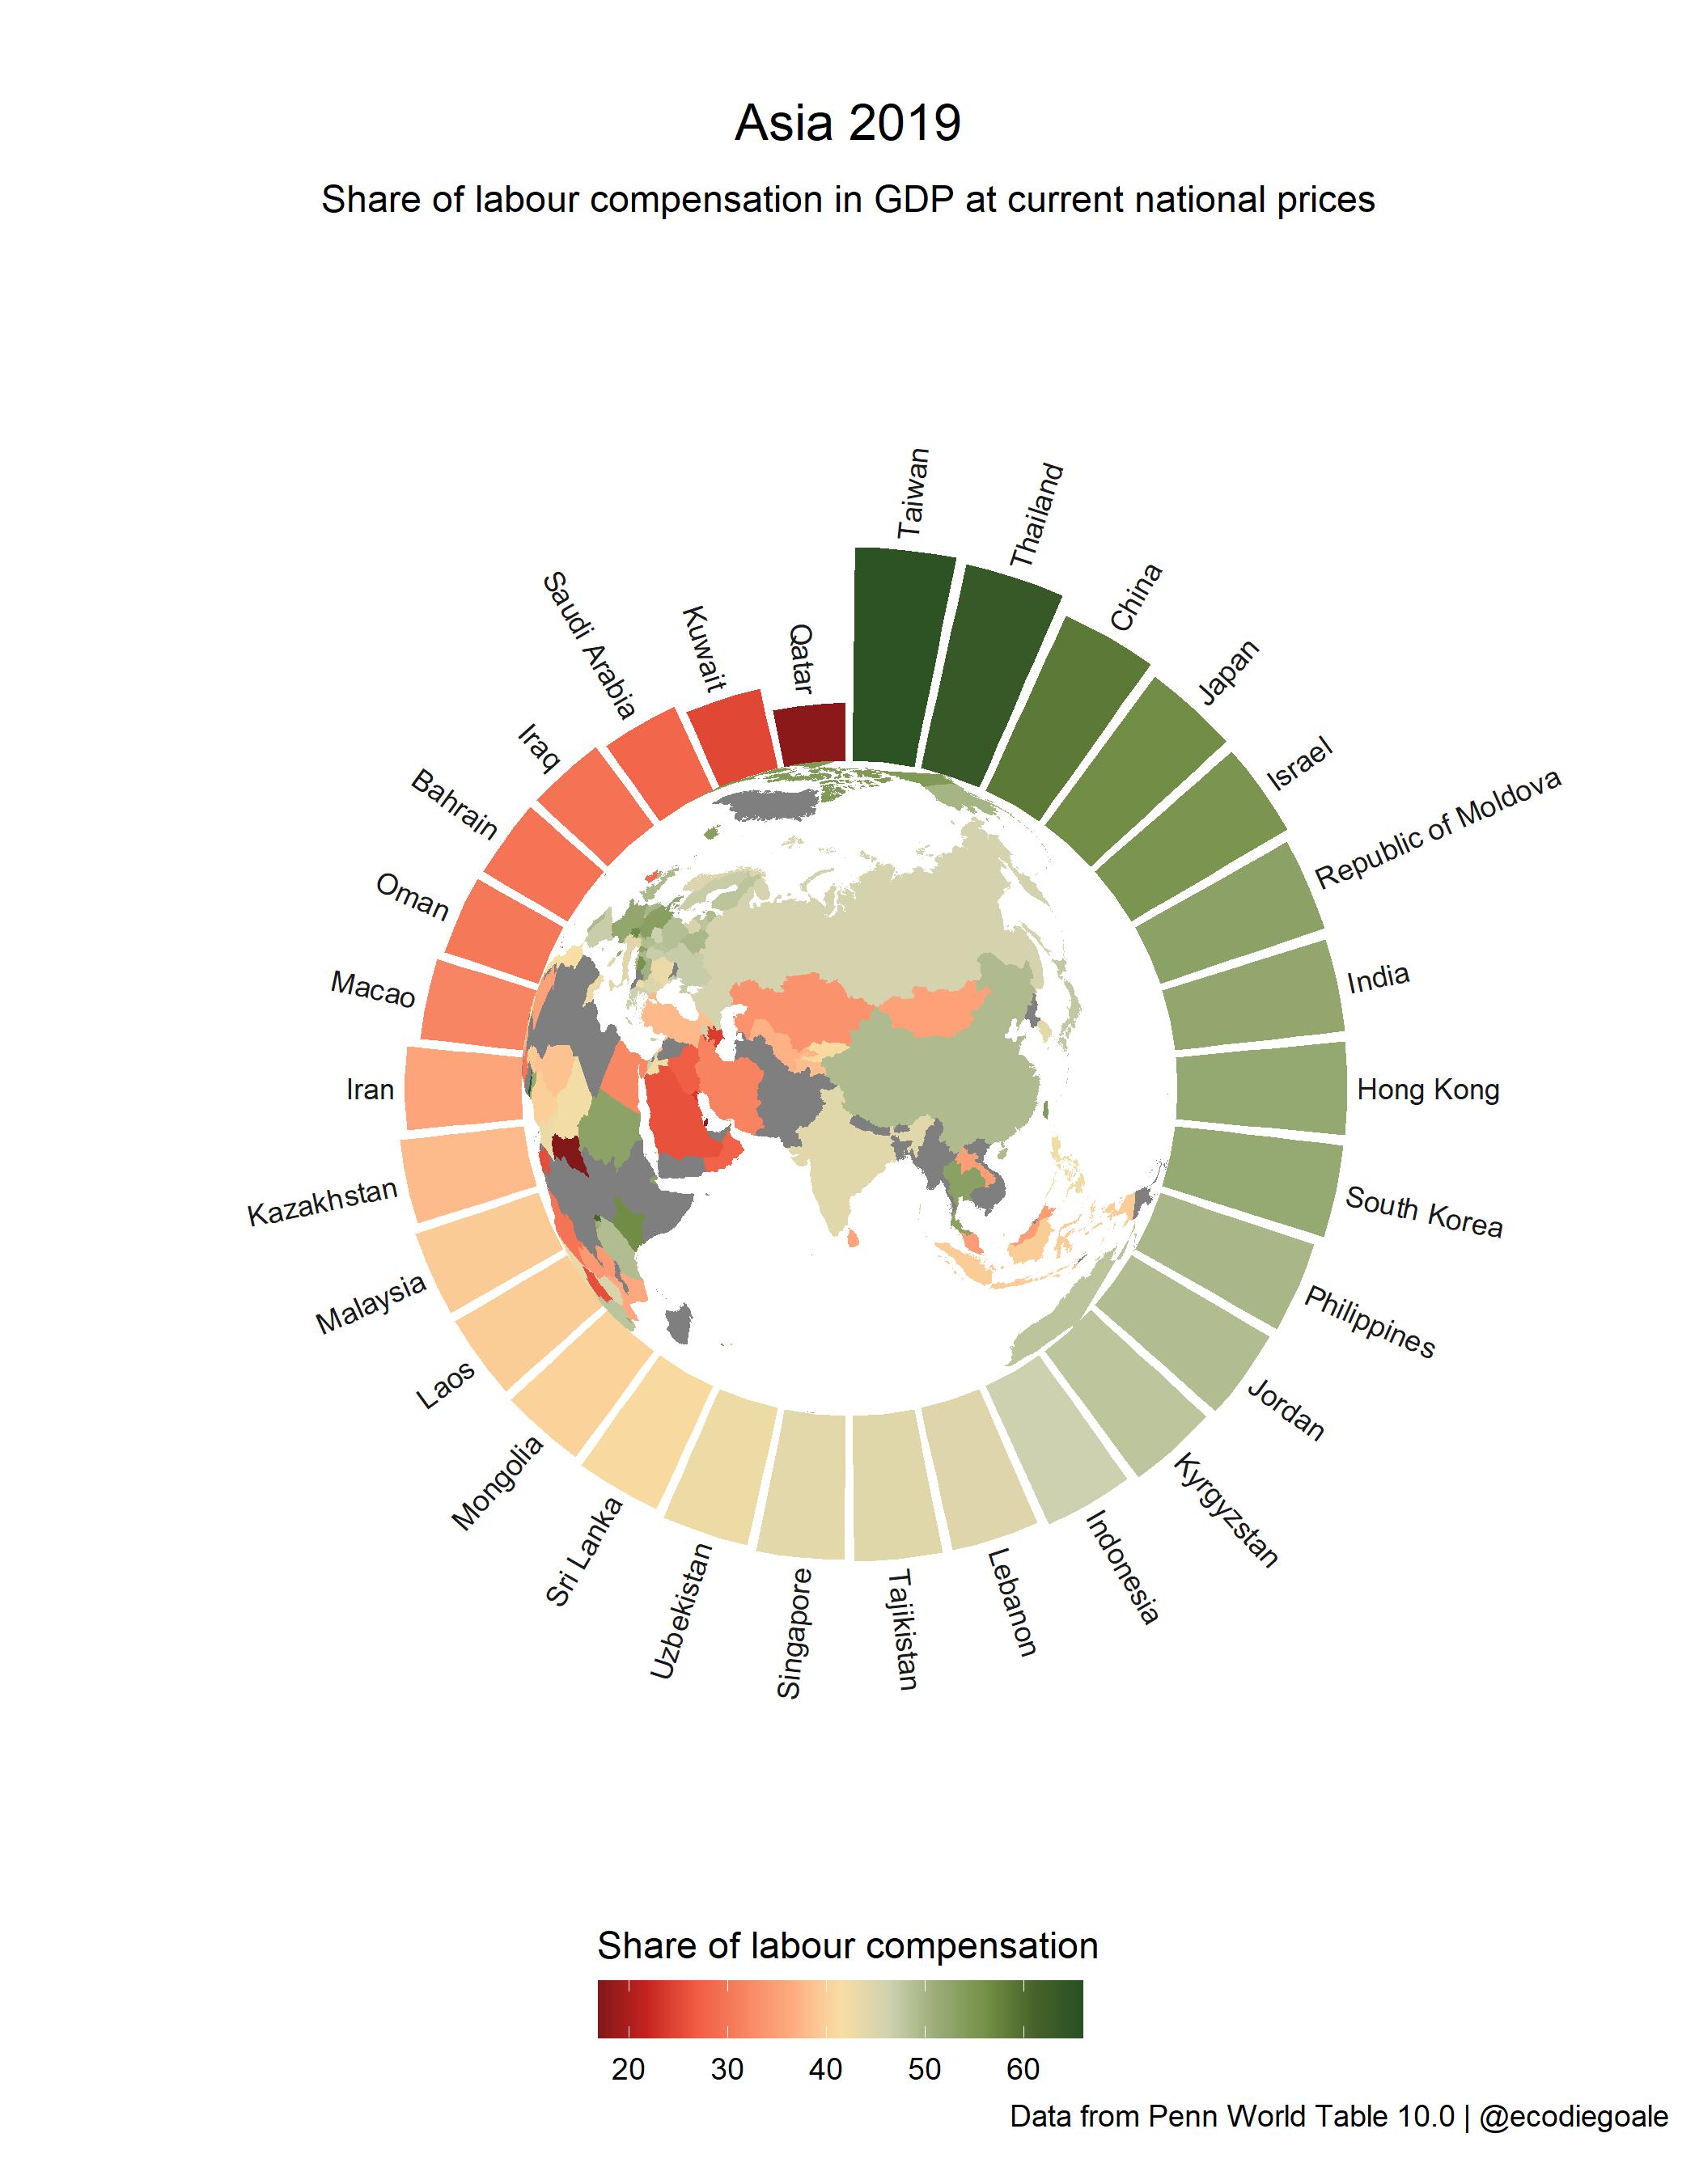 Asia 2019
Share of labour compensation in GDP at current national prices
Taiwan
Thailand
China
Japan
Israel
Republic of Moldova
India
Hong Kong
South Korea
Philippines
Jordan
Kyrgyzstan
Indonesia
Lebanon
Tajikistan
Singapore
Uzbekistan
Sri Lanka
Mongolia
Laos
Malaysia
Kazakhstan
Iran
Macao
Oman
Bahrain
Iraq
Saudi Arabia
Kuwait
Qatar
Share of labour compensation
20 30 40 50 60
Data from Penn World Table 10.0 | @ecodiegoale